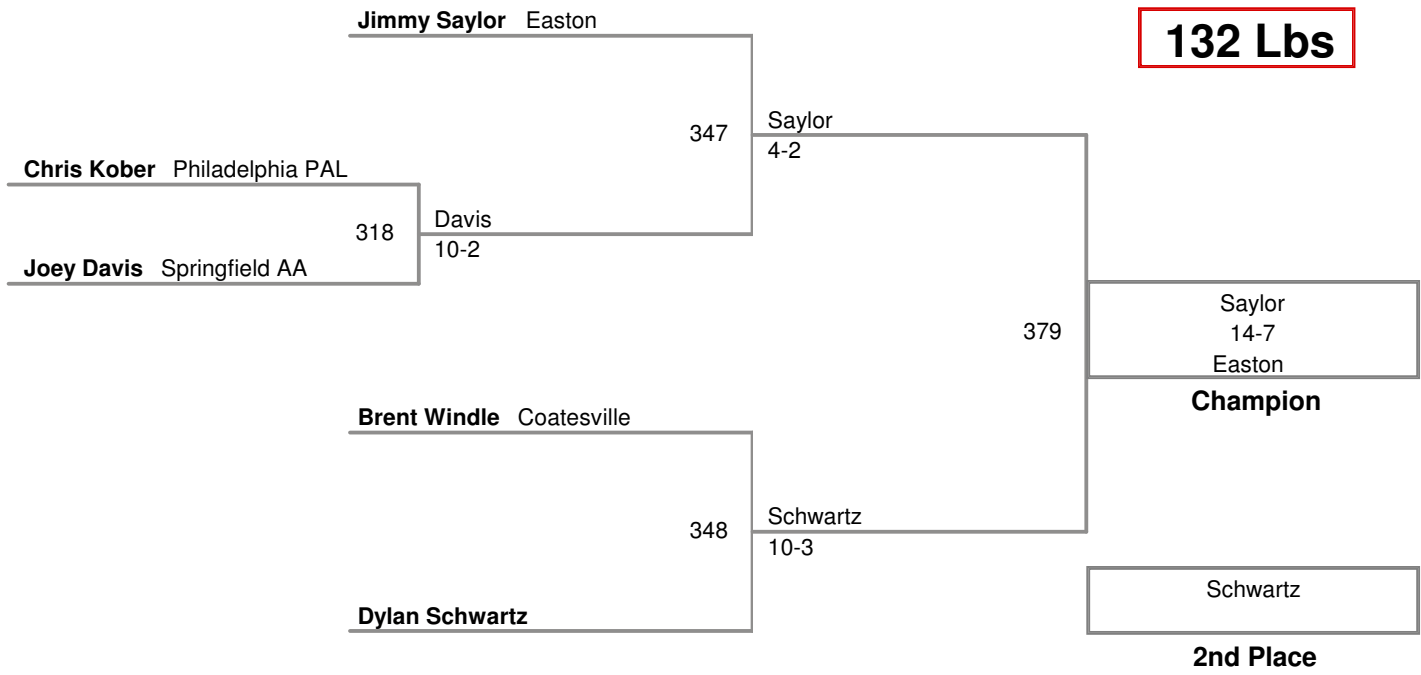 Jimmy Saylor Easton
132 Lbs
347
Saylor
4-2
Chris Kober Philadelphia PAL
318
Davis
10-2
Joey Davis Springfield AA
379
Saylor
14-7
Easton
Champion
Brent Windle Coatesville
348
Schwartz
10-3
Dylan Schwartz
Schwartz
2nd Place